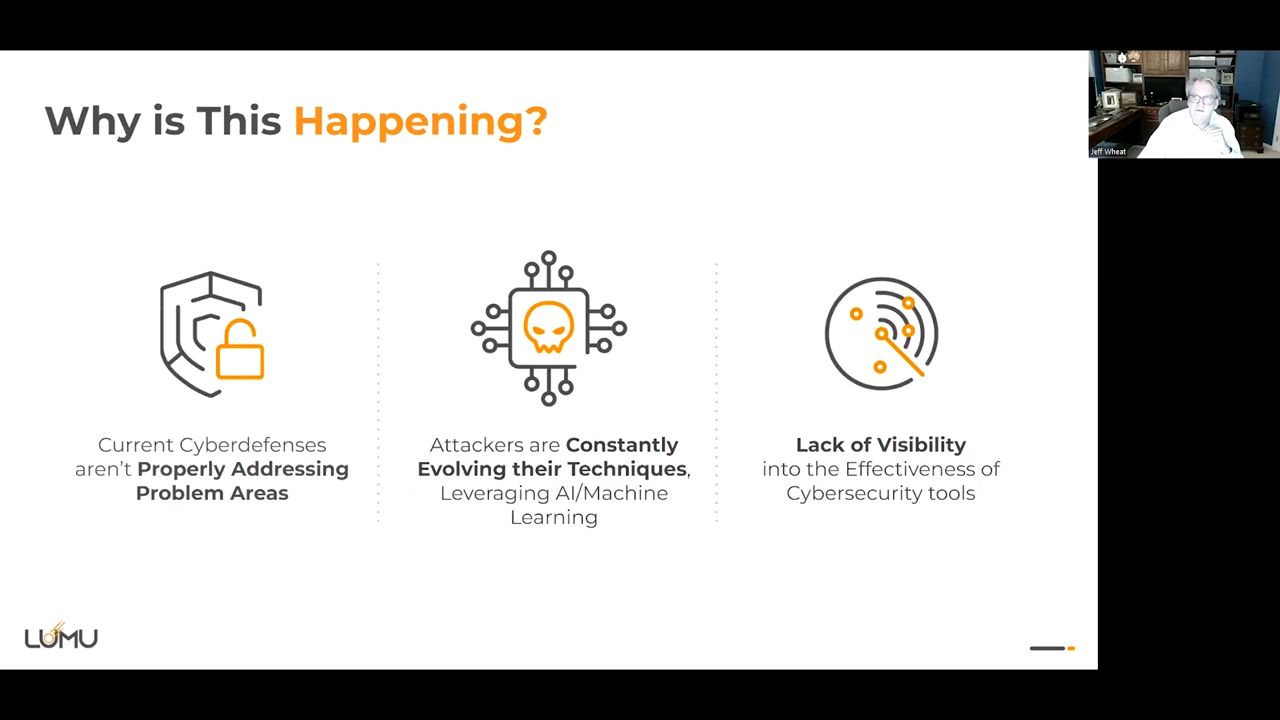 Why is This Happening?
Jeff Wheat
Current Cyberdefenses
aren’t Properly Addressing
Problem Areas
Attackers are Constantly
Evolving their Techniques,
Leveraging AI/Machine
Learning
Lack of Visibility
into the Effectiveness of
Cybersecurity tools
LUMU